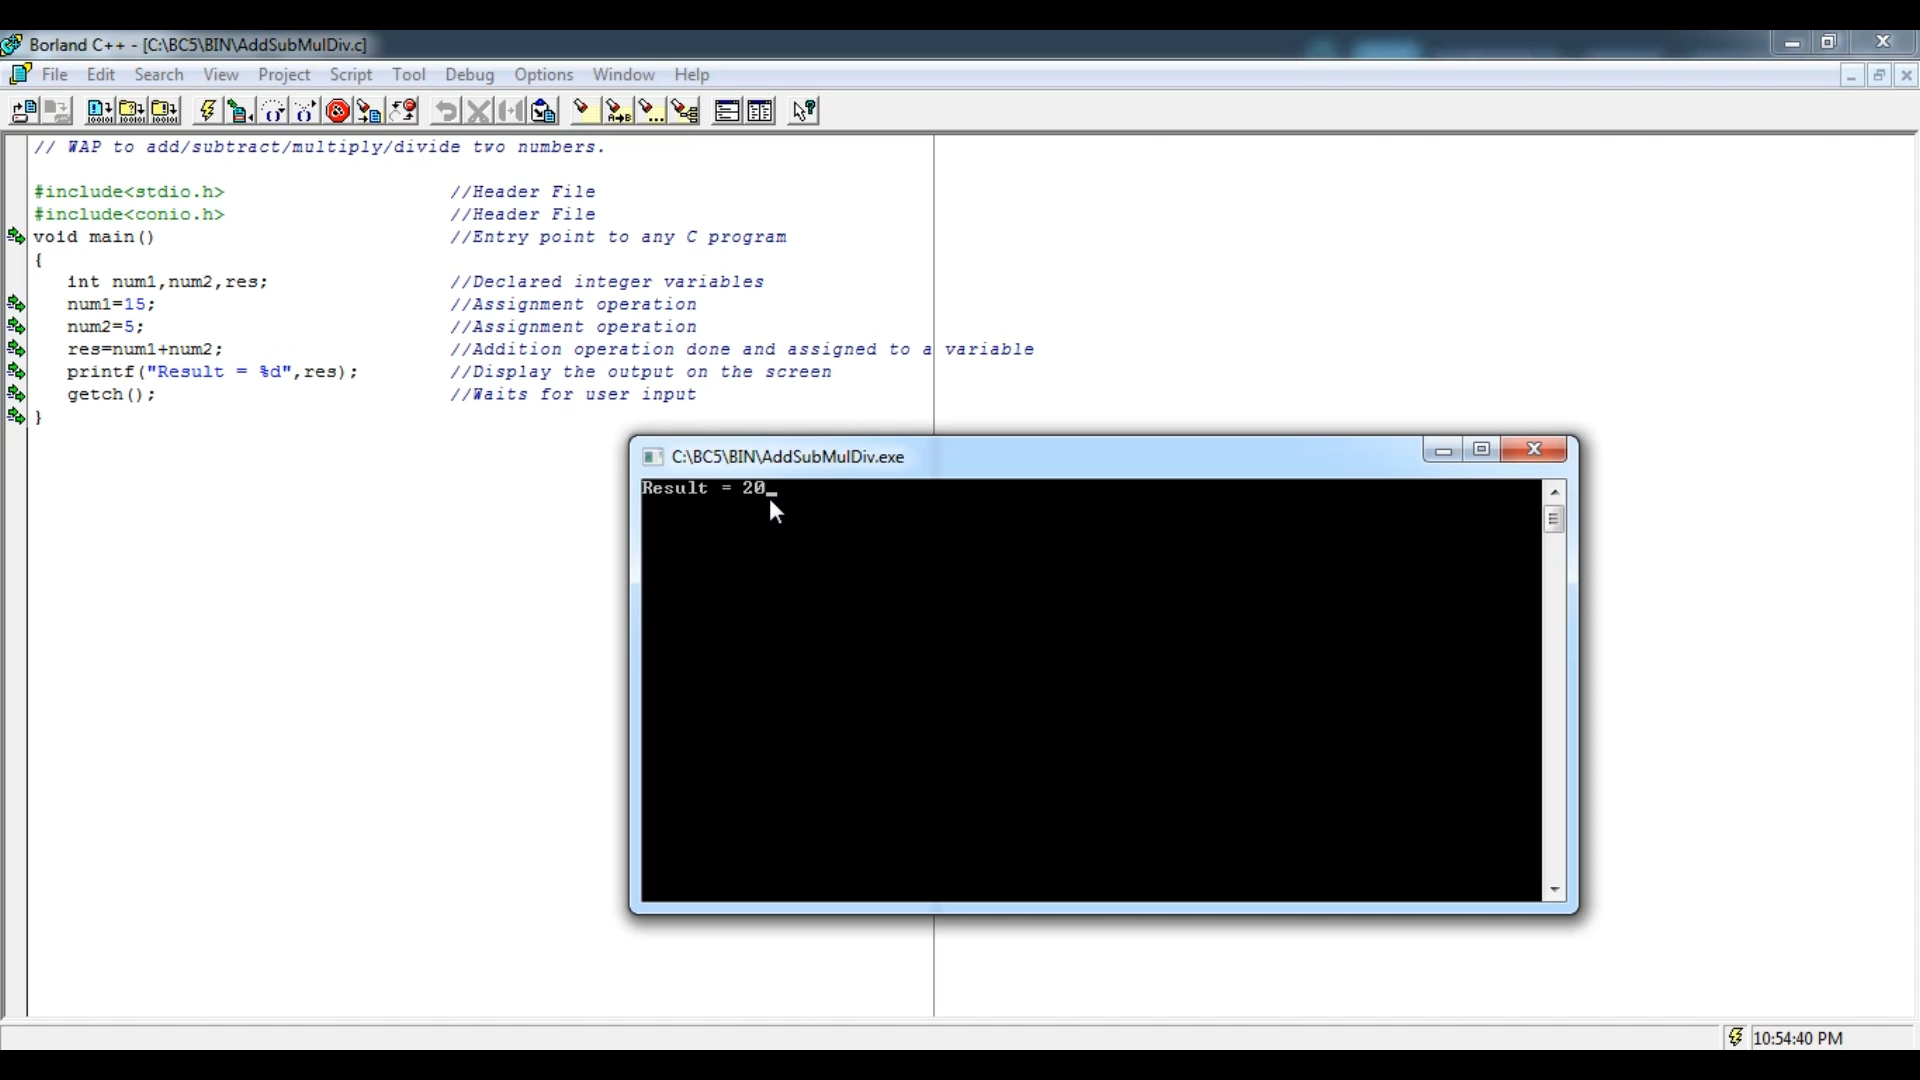 Borland C++ - [C:\BC5\BIN\AddSubMulDiv.c]
File Edit Search View Project Script Tool Debug Options Window Help
// WAP to add/subtract/multiply/divide two numbers.
#include<stdio.h> //Header File
#include<conio.h> //Header File
void main() //Entry point to any C program
{
int num1,num2,res; //Declared integer variables
num1=15; //Assignment operation
num2=5; //Assignment operation
res=num1+num2; //Addition operation done and assigned to a variable
printf("Result = %d",res); //Display the output on the screen
getch(); //Waits for user input
}
C:\BC5\BIN\AddSubMulDiv.exe
Result = 20_
10:54:40 PM